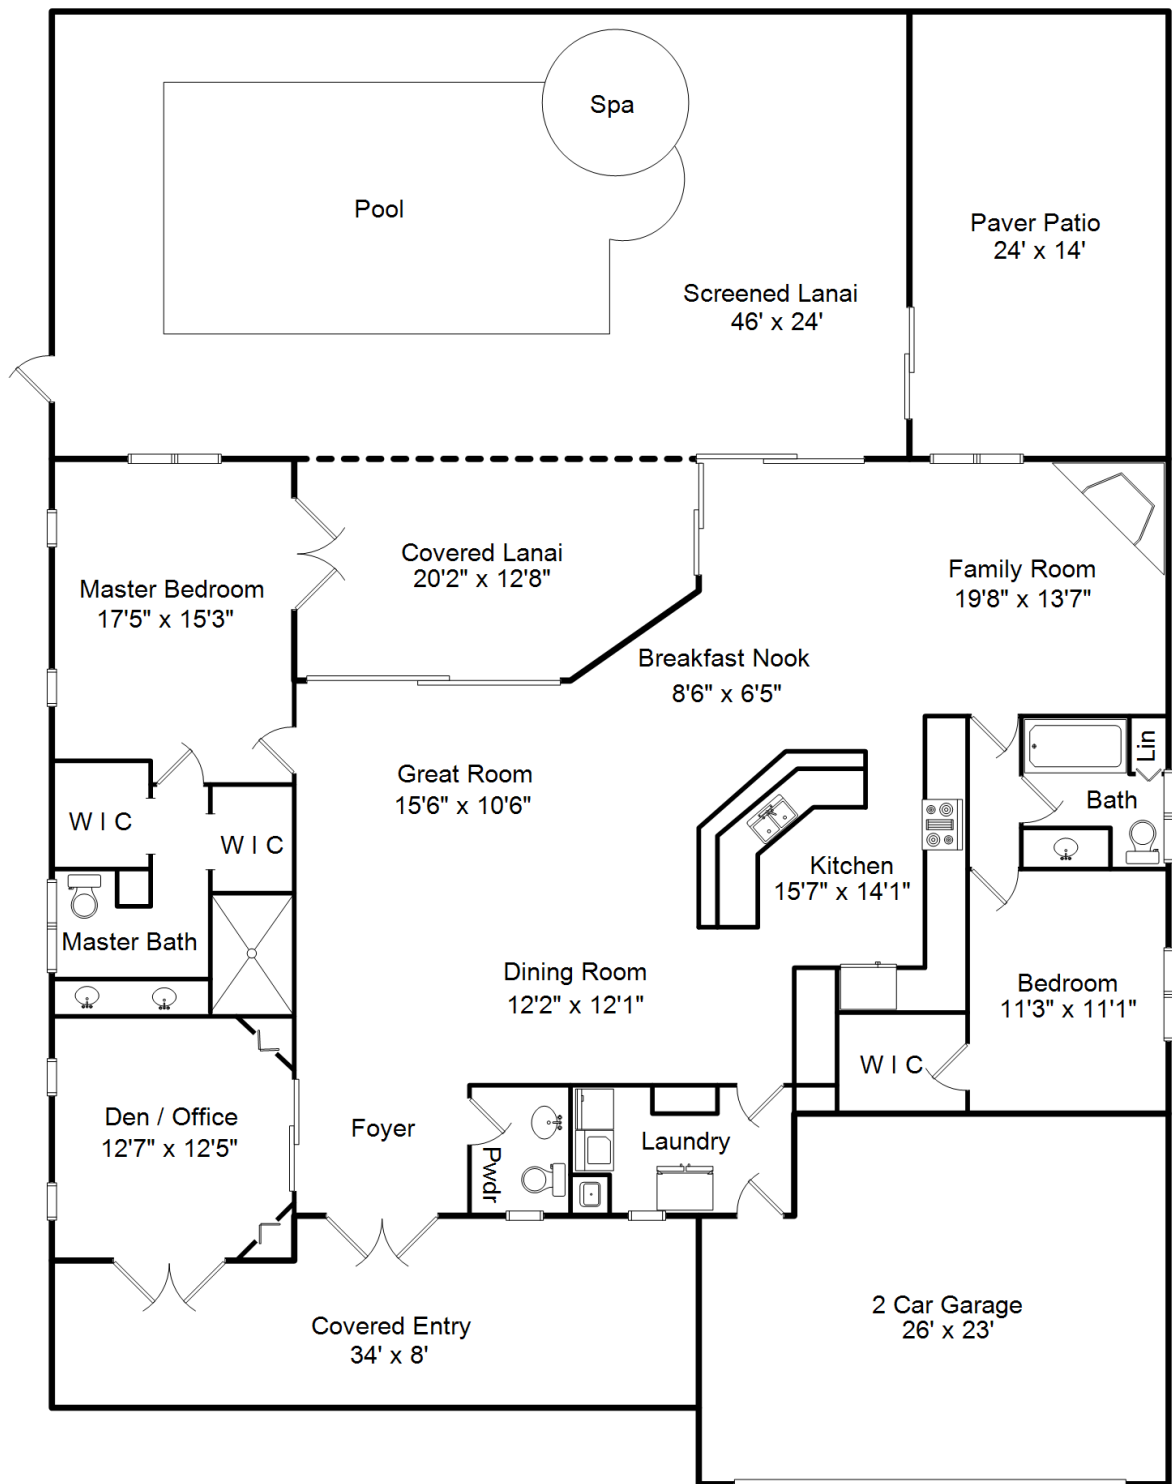 Spa
Pool
Paver Patio
24' x 14'
Screened Lanai
46' x 24'
Covered Lanai
20'2" x 12'8"
Family Room
19'8" x 13'7"
Master Bedroom
17'5" x 15'3"
Breakfast Nook
8'6" x 6'5"
Great Room
15'6" x 10'6"
Lin
Bath
W I C
W I C
Kitchen
15'7" x 14'1"
Master Bath
Dining Room
12'2" x 12'1"
Bedroom
11'3" x 11'1"
W I C
Den / Office
12'7" x 12'5"
Foyer
Pwdr
Laundry
2 Car Garage
26' x 23'
Covered Entry
34' x 8'